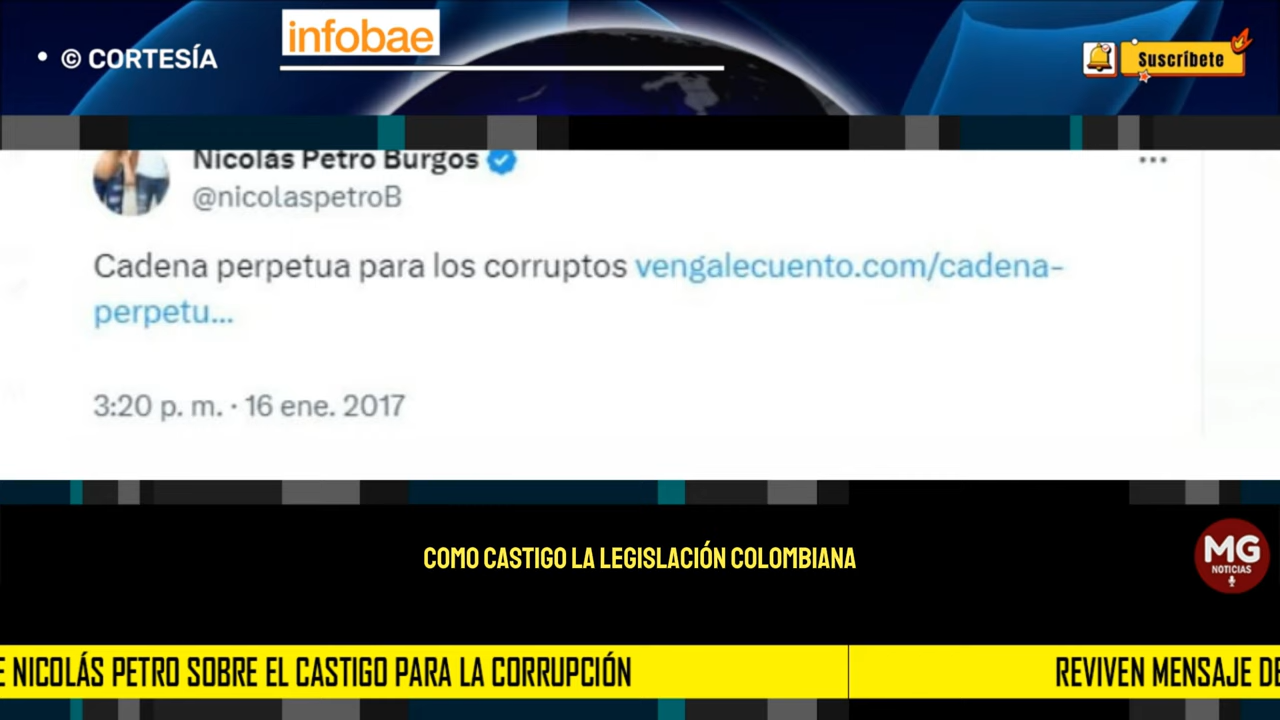 • © CORTESÍA
infobae
Suscríbete
Nicolás Petro Burgos
@nicolaspetroB
Cadena perpetua para los corruptos vengalecuento.com/cadena-
perpetu...
3:20 p. m. · 16 ene. 2017
COMO CASTIGO LA LEGISLACIÓN COLOMBIANA
MG
NOTICIAS
E NICOLÁS PETRO SOBRE EL CASTIGO PARA LA CORRUPCIÓN
REVIVEN MENSAJE DE